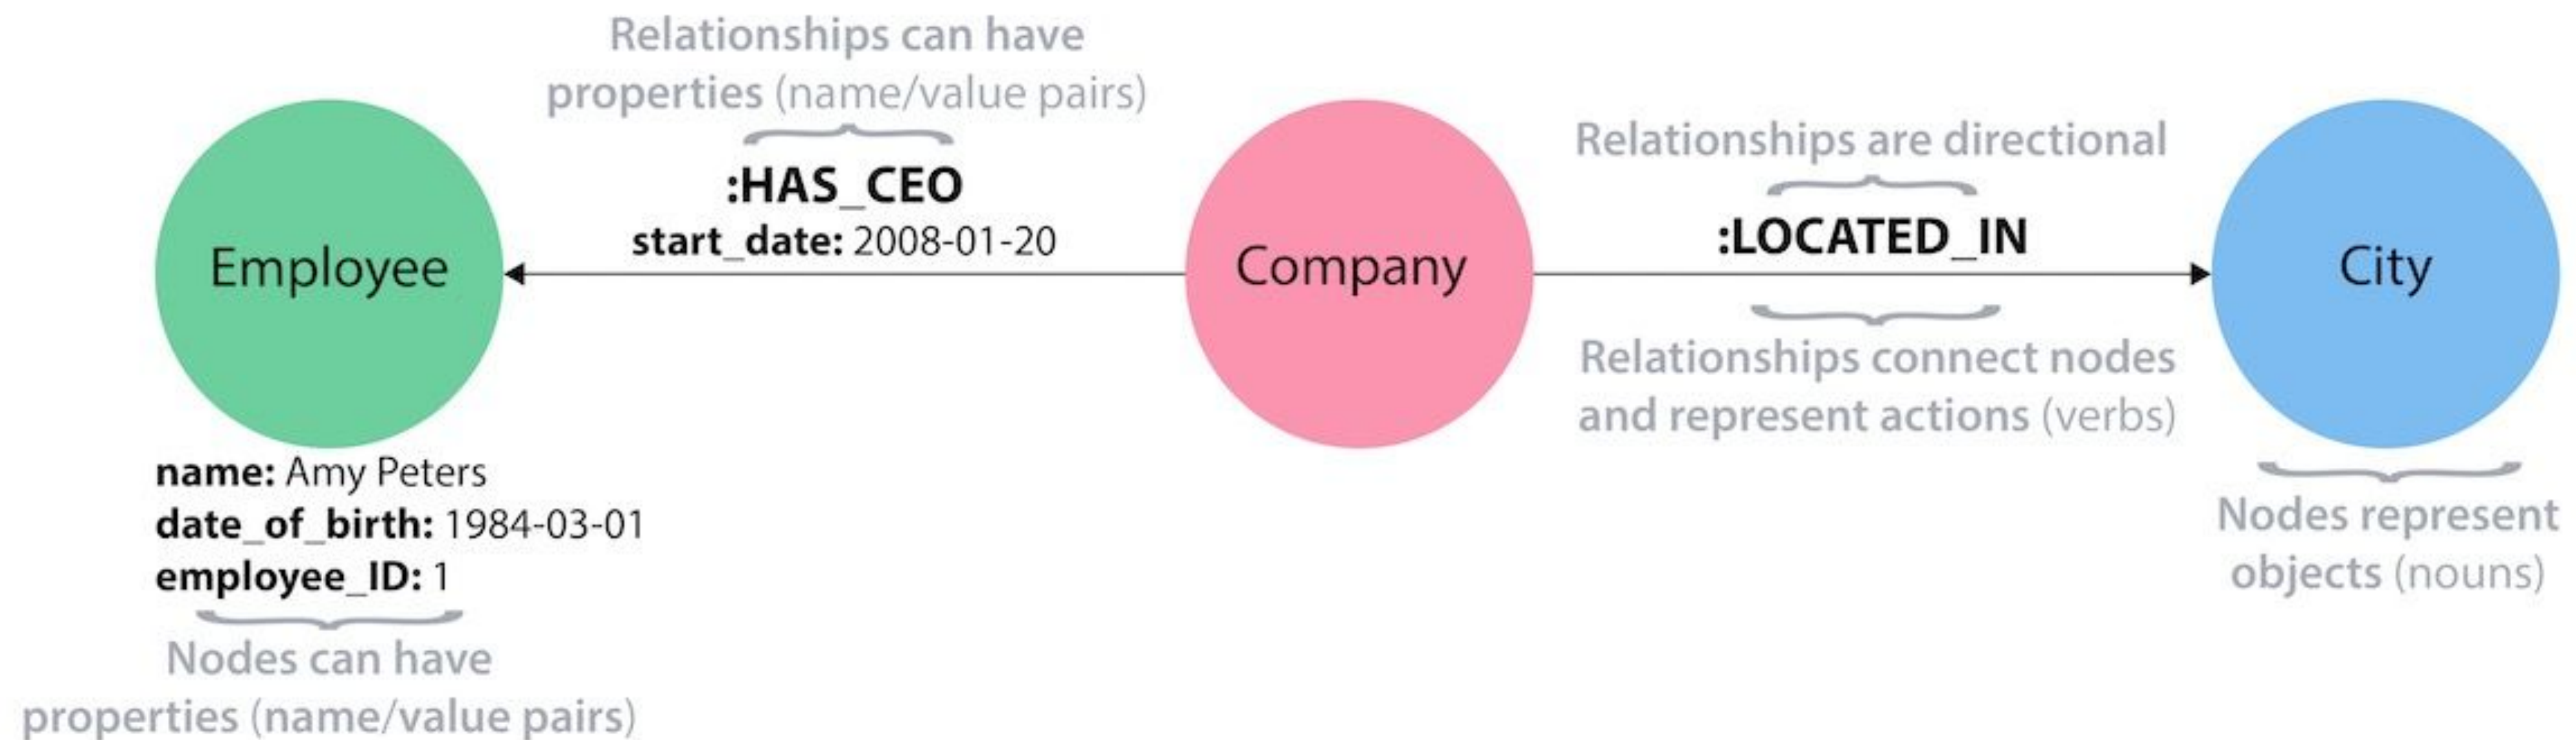 Relationships can have
properties (name/value pairs)
:HAS_CEO
start_date: 2008-01-20
Employee
name: Amy Peters
date_of_birth: 1984-03-01
employee_ID: 1
Nodes can have
properties (name/value pairs)
Company
Relationships are directional
:LOCATED_IN
Relationships connect nodes
and represent actions (verbs)
City
Nodes represent
objects (nouns)